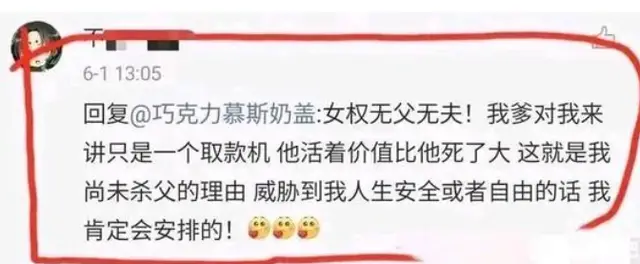 不
6-1 13:05
回复@巧克力慕斯奶盖:女权无父无夫！我爹对我来
讲只是一个取款机 他活着价值比他死了大 这就是我
尚未杀父的理由 威胁到我人生安全或者自由的话 我
肯定会安排的！